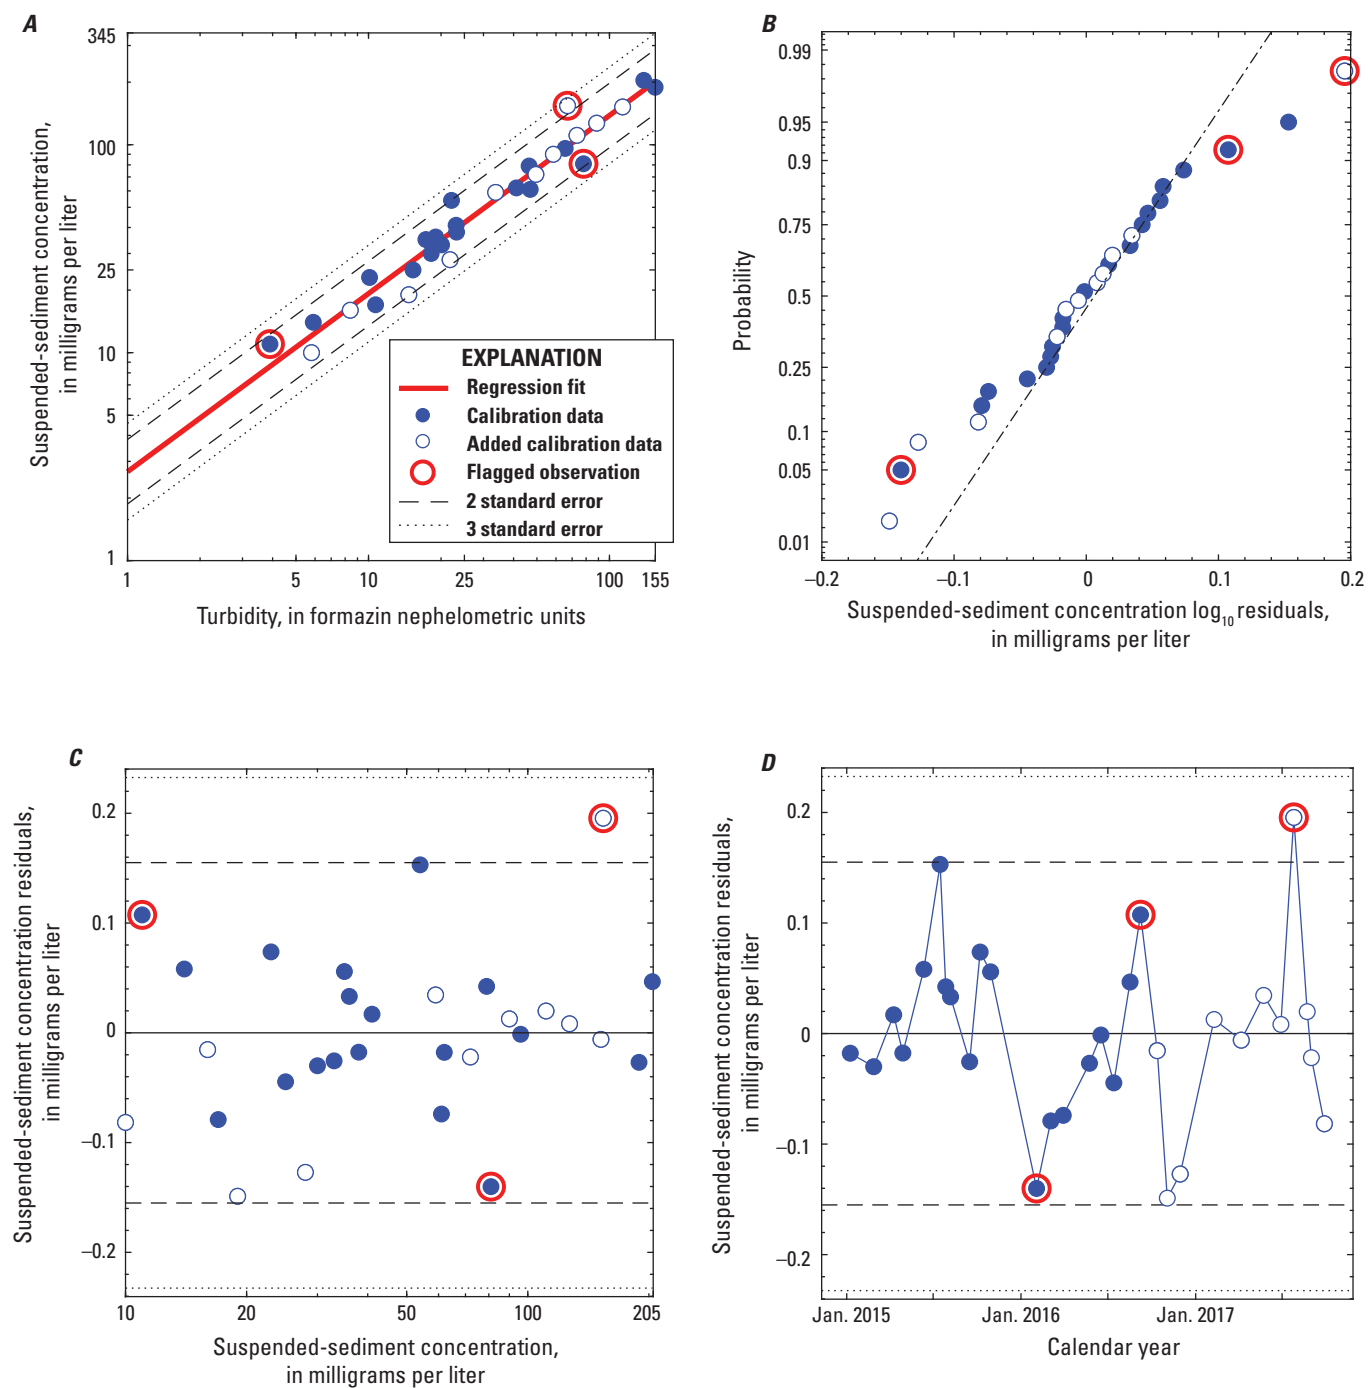 A
345
100
25
10
5
1
Suspended-sediment concentration,
in milligrams per liter
EXPLANATION
Regression fit
Calibration data
Added calibration data
Flagged observation
2 standard error
3 standard error
1 5 10 25 100 155
Turbidity, in formazin nephelometric units
B
0.99
0.95
0.9
0.75
0.5
0.25
0.1
0.05
0.01
Probability
–0.2 –0.1 0 0.1 0.2
Suspended-sediment concentration log10 residuals,
in milligrams per liter
C
0.2
0.1
0
–0.1
–0.2
Suspended-sediment concentration residuals,
in milligrams per liter
10 20 50 100 205
Suspended-sediment concentration,
in milligrams per liter
D
0.2
0.1
0
–0.1
–0.2
Suspended-sediment concentration residuals,
in milligrams per liter
Jan. 2015 Jan. 2016 Jan. 2017
Calendar year